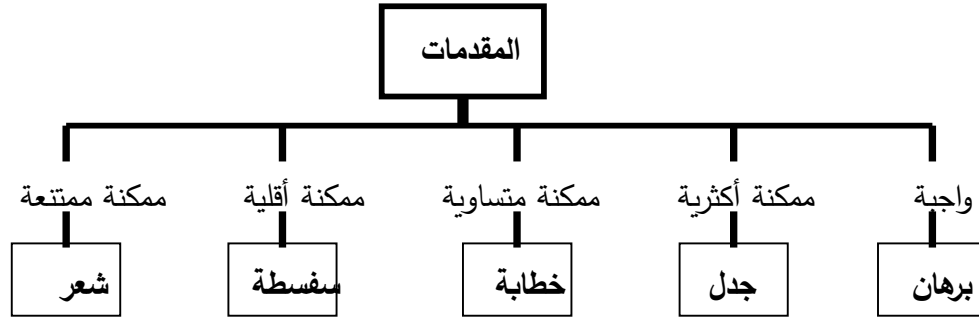 المقدمات
واجبة
ممكنة أكثرية
ممكنة متساوية
ممكنة أقلية
ممكنة ممتنعة
برهان
جدل
خطابة
سفسطة
شعر